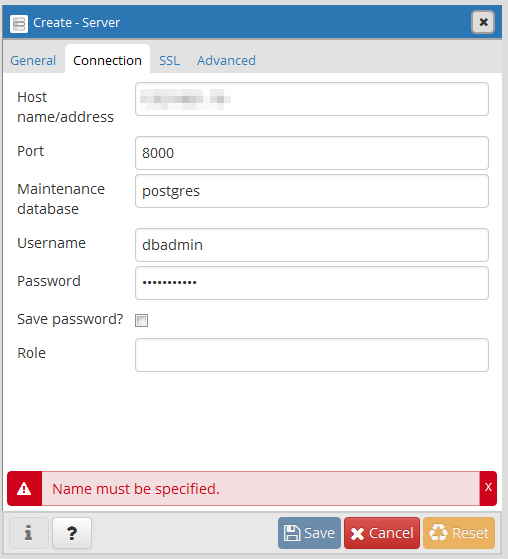 Create - Server
General Connection SSL Advanced
Host
name/address
Port 8000
Maintenance
database postgres
Username dbadmin
Password •••••••••••
Save password?
Role
Name must be specified. x
i ? Save Cancel Reset